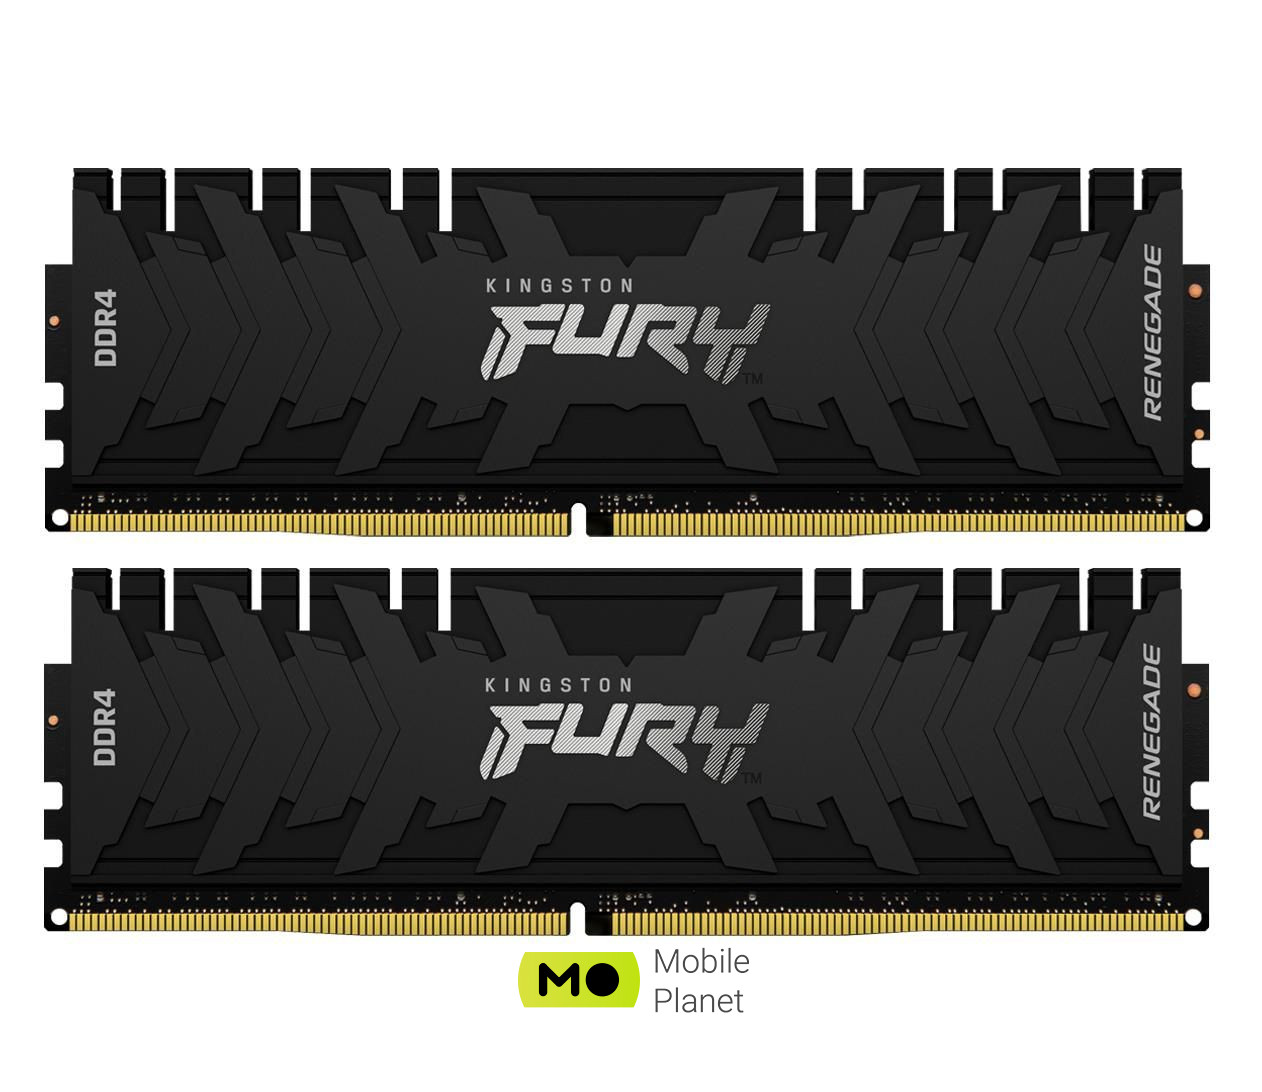 DDR4
KINGSTON
FURY
TM
RENEGADE
DDR4
KINGSTON
FURY
TM
RENEGADE
MO
Mobile
Planet